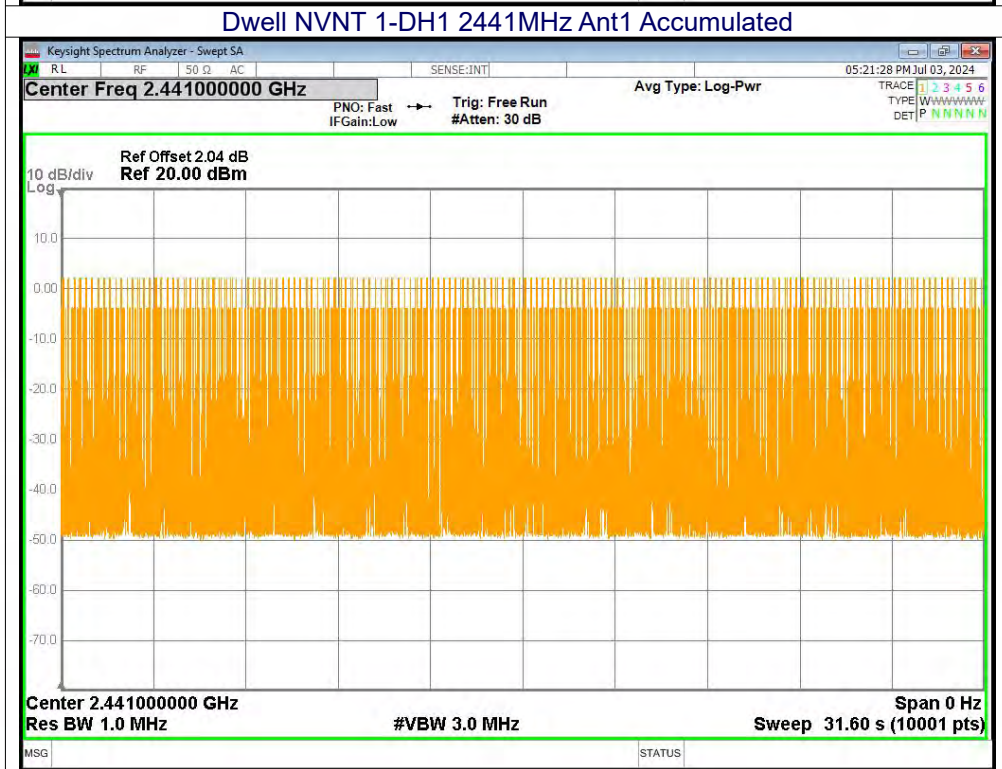 Dwell NVNT 1-DH1 2441MHz Ant1 Accumulated
Keysight Spectrum Analyzer - Swept SA
LXI RL RF 50 Ω AC SENSE:INT 05:21:28 PM Jul 03, 2024
Center Freq 2.441000000 GHz Avg Type: Log-Pwr TRACE 1 2 3 4 5 6
PNO: Fast Trig: Free Run TYPE WWWWWWW
IFGain:Low #Atten: 30 dB DET P N N N N N
Ref Offset 2.04 dB
10 dB/div Ref 20.00 dBm
Log
10.0
0.00
-10.0
-20.0
-30.0
-40.0
-50.0
-60.0
-70.0
Center 2.441000000 GHz Span 0 Hz
Res BW 1.0 MHz #VBW 3.0 MHz Sweep 31.60 s (10001 pts)
MSG STATUS